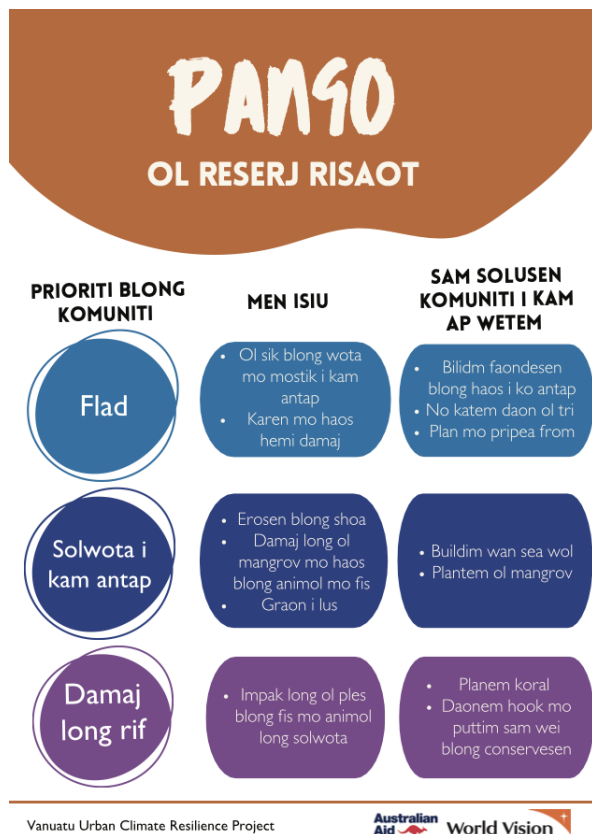 PANGO
OL RESERJ RISAOT
PRIORITI BLONG
KOMUNITI
MEN ISIU
SAM SOLUSEN
KOMUNITI I KAM
AP WETEM
Flad
• Ol sik blong wota
mo mostik i kam
antap
• Karen mo haos
hemi damaj
• Bilidm faondesen
blong haos i ko antap
• No katem daon ol tri
• Plan mo pripea from
Solwota i
kam antap
• Erosen blong shoa
• Damaj long ol
mangrov mo haos
blong animol mo fis
• Graon i lus
• Buildim wan sea wol
• Plantem ol mangrov
Damaj
long rif
• Impak long ol ples
blong fis mo animol
long solwota
• Planem koral
• Daonem hook mo
puttim sam wei
blong conservesen
Vanuatu Urban Climate Resilience Project
Australian
Aid
World Vision